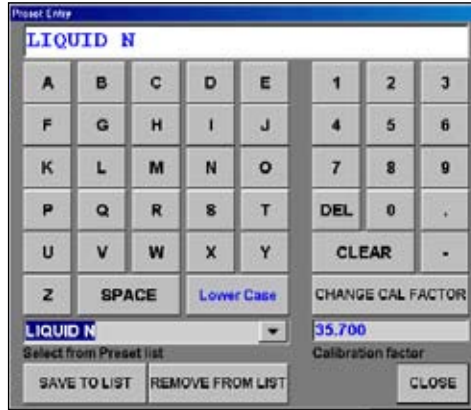 Preset Entry
LIQUID N
A B C D E 1 2 3
F G H I J 4 5 6
K L M N O 7 8 9
P Q R S T DEL 0 .
U V W X Y CLEAR -
Z SPACE Lower Case CHANGE CAL FACTOR
LIQUID N 35.700
Select from Preset list Calibration factor
SAVE TO LIST REMOVE FROM LIST CLOSE